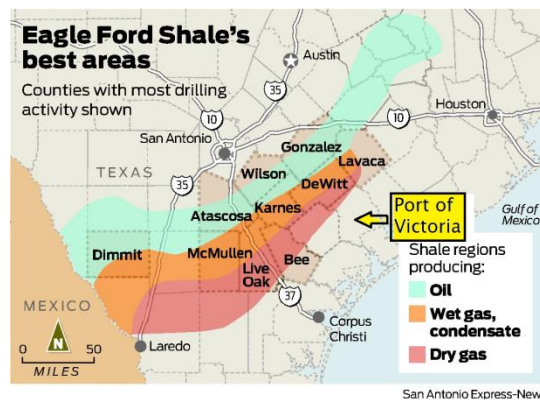 Eagle Ford Shale's
best areas
Counties with most drilling
activity shown
Austin
35
10
10
Houston
San Antonio
Gonzalez
Lavaca
TEXAS
35
Wilson
DeWitt
Port of
Victoria
Atascosa
Karnes
Gulf of
Mexico
Dimmit
McMullen
Bee
Live
Oak
Shale regions
producing:
Oil
Wet gas,
condensate
Dry gas
MEXICO
37
Corpus
Christi
N
0 50
MILES
Laredo
San Antonio Express-New